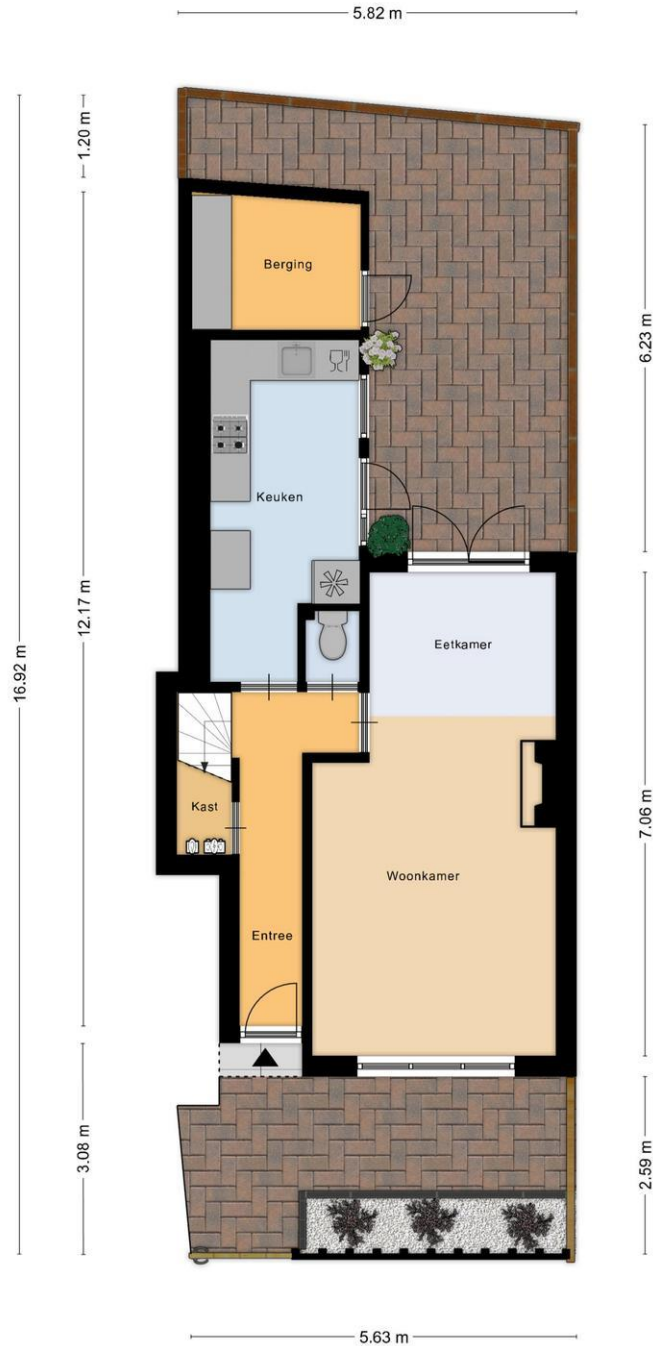 5.82 m
1.20 m
Berging
6.23 m
Keuken
12.17 m
16.92 m
Eetkamer
Kast
7.06 m
Woonkamer
Entree
3.08 m
2.59 m
5.63 m